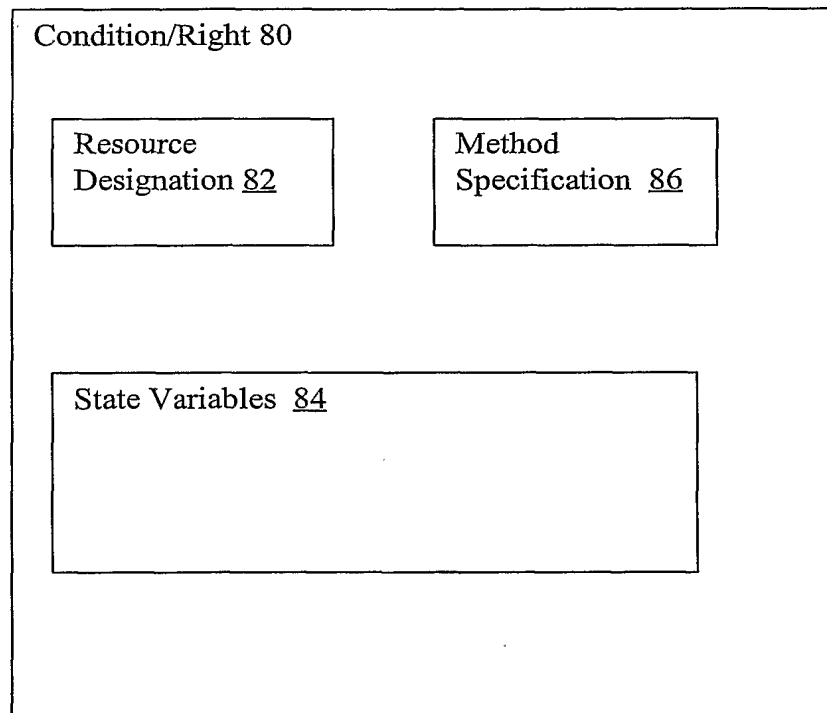 Condition/Right 80
Resource
Designation 82
Method
Specification 86
State Variables 84